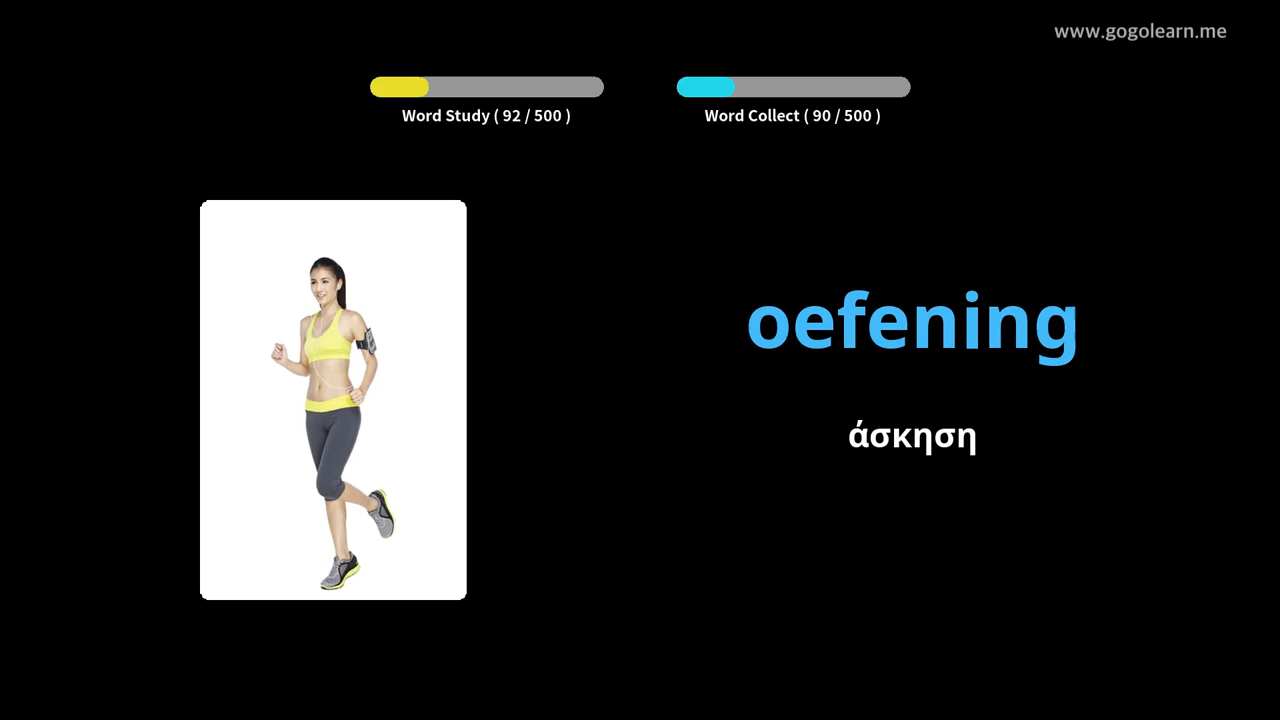 www.gogolearn.me
Word Study ( 92 / 500 )
Word Collect ( 90 / 500 )
oefening
άσκηση